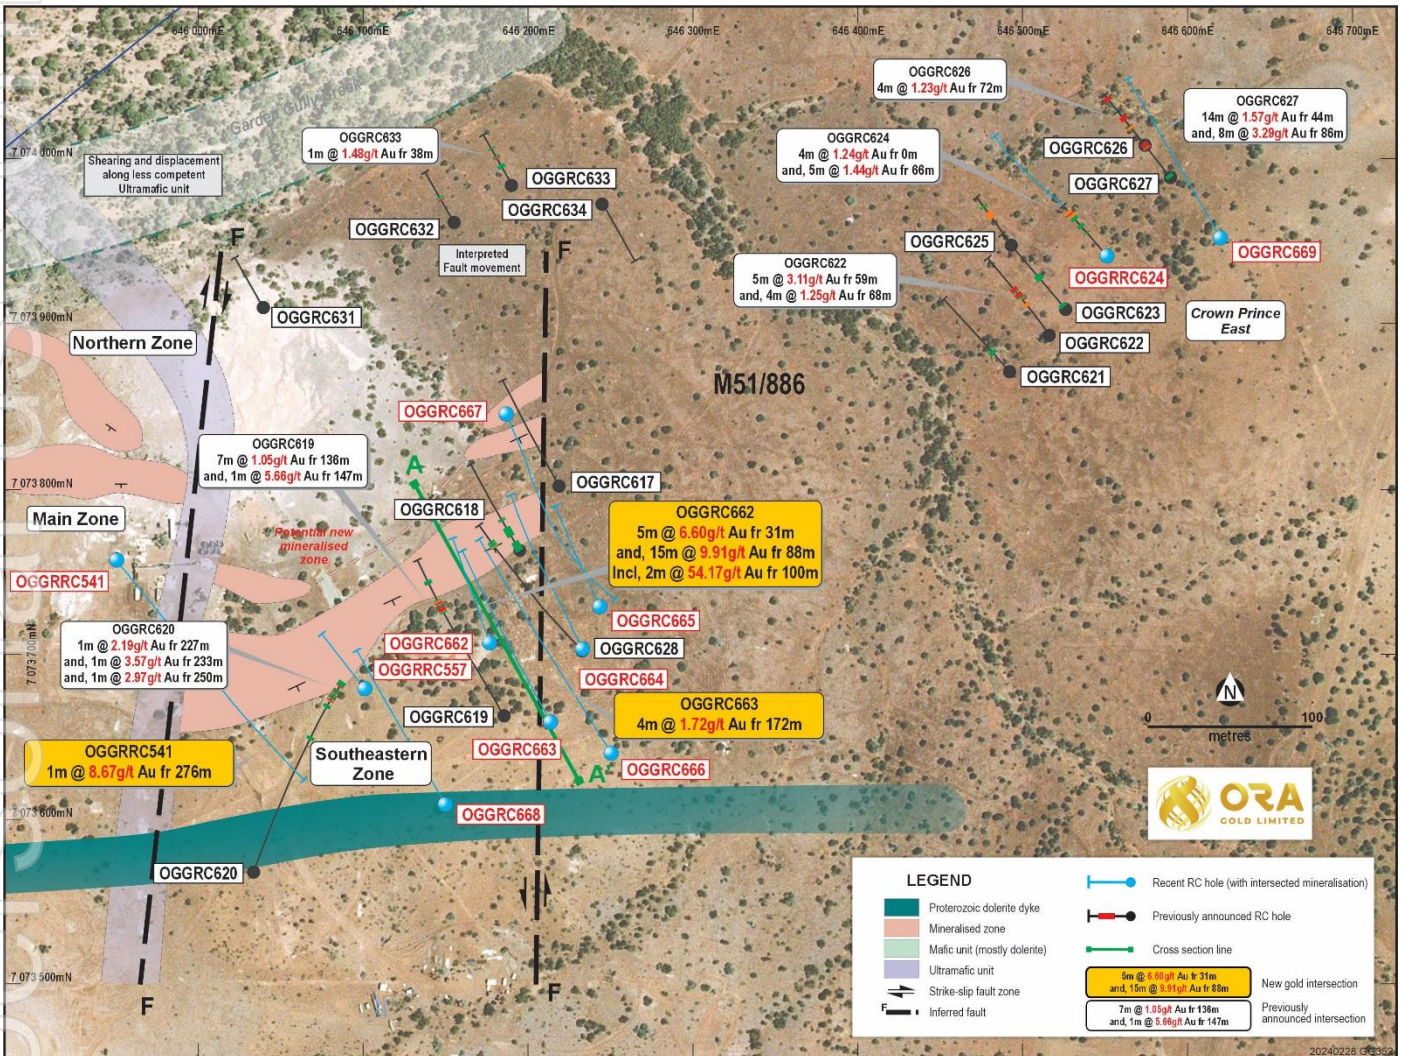 646 000mE
646 100mE
646 200mE
646 300mE
646 400mE
646 500mE
646 600mE
646 700mE
Garden Gully Creek
Shearing and displacement
along less competent
Ultramafic unit
7 074 000mN
OGGRC633
1m @ 1.48g/t Au fr 38m
OGGRC633
OGGRC634
OGGRC632
Interpreted
Fault movement
F
F
OGGRC626
4m @ 1.23g/t Au fr 72m
OGGRC627
14m @ 1.57g/t Au fr 44m
and, 8m @ 3.29g/t Au fr 86m
OGGRC624
4m @ 1.24g/t Au fr 0m
and, 5m @ 1.44g/t Au fr 66m
OGGRC626
OGGRC627
OGGRC625
OGGRC669
OGGRRC624
OGGRC622
5m @ 3.11g/t Au fr 59m
and, 4m @ 1.25g/t Au fr 68m
OGGRC623
OGGRC622
OGGRC621
Crown Prince
East
7 073 900mN
OGGRC631
Northern Zone
M51/886
OGGRC667
OGGRC619
7m @ 1.05g/t Au fr 136m
and, 1m @ 5.66g/t Au fr 147m
A
OGGRC617
7 073 800mN
Main Zone
OGGRC618
Potential new
mineralised
zone
OGGRC662
5m @ 6.60g/t Au fr 31m
and, 15m @ 9.91g/t Au fr 88m
Incl, 2m @ 54.17g/t Au fr 100m
OGGRRC541
OGGRC665
OGGRC620
1m @ 2.19g/t Au fr 227m
and, 1m @ 3.57g/t Au fr 233m
and, 1m @ 2.97g/t Au fr 250m
7 073 700mN
OGGRC662
OGGRC628
OGGRRC557
OGGRC664
OGGRC663
4m @ 1.72g/t Au fr 172m
OGGRC619
OGGRC663
OGGRC666
A'
OGGRRC541
1m @ 8.67g/t Au fr 276m
Southeastern
Zone
OGGRC668
7 073 600mN
OGGRC620
7 073 500mN
F
F
N
0
100
metres
ORA
GOLD LIMITED
LEGEND
Proterozoic dolerite dyke
Mineralised zone
Mafic unit (mostly dolerite)
Ultramafic unit
Strike-slip fault zone
F
Inferred fault
Recent RC hole (with intersected mineralisation)
Previously announced RC hole
Cross section line
5m @ 6.60g/t Au fr 31m
and, 15m @ 9.91g/t Au fr 88m
New gold intersection
7m @ 1.05g/t Au fr 136m
and, 1m @ 5.66g/t Au fr 147m
Previously
announced intersection